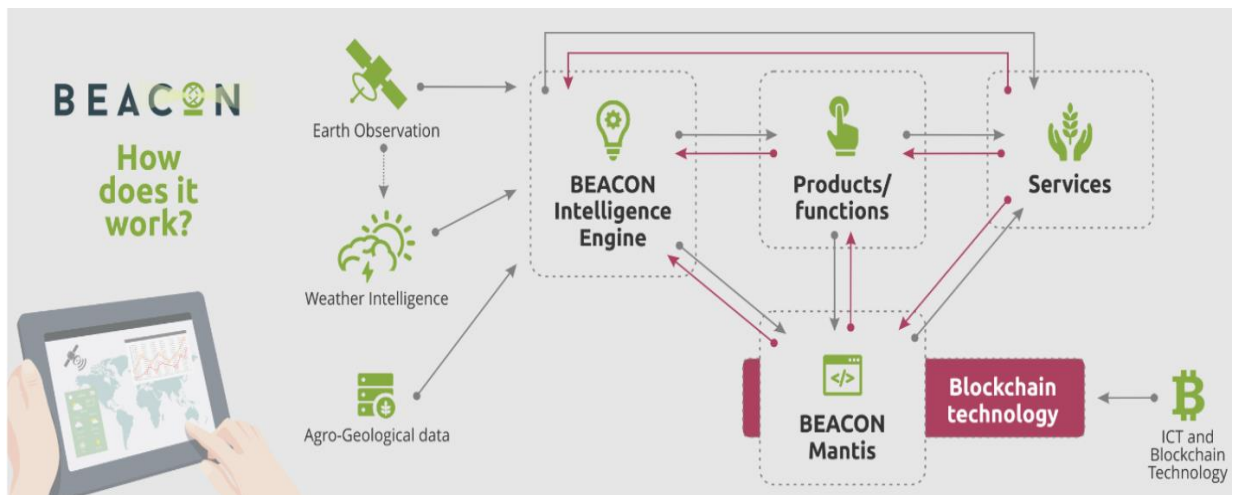 BEACON
How
does it
work?
Earth Observation
Weather Intelligence
Agro-Geological data
BEACON
Intelligence
Engine
Products/
functions
Services
</>
BEACON
Mantis
Blockchain
technology
ICT and
Blockchain
Technology